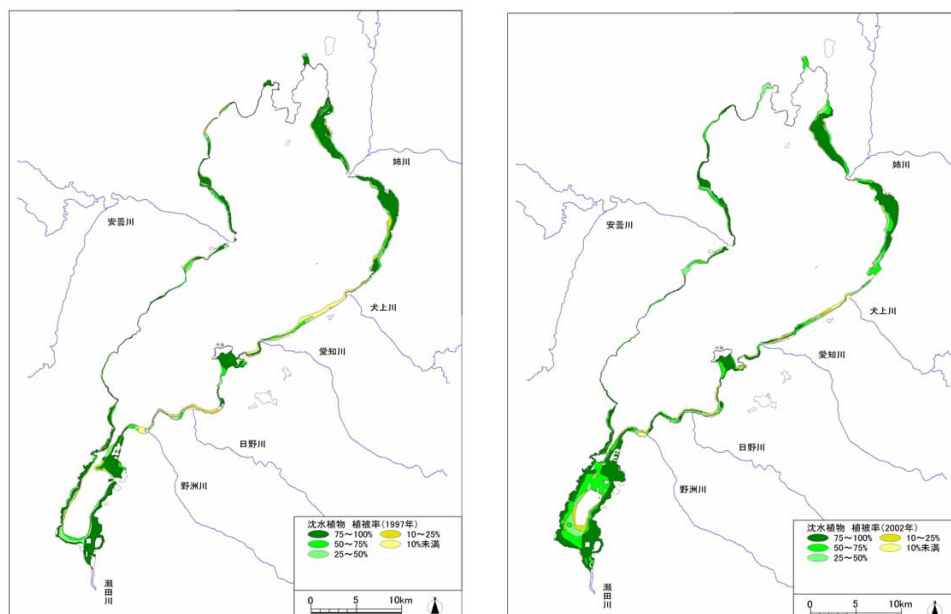 姉川
安曇川
犬上川
愛知川
日野川
野洲川
瀬田川
沈水植物 植被率(1997年)
75～100% 10～25%
50～75% 10%未満
25～50%
0 5 10km
姉川
安曇川
犬上川
愛知川
日野川
野洲川
瀬田川
沈水植物 植被率(2002年)
75～100% 10～25%
50～75% 10%未満
25～50%
0 5 10km